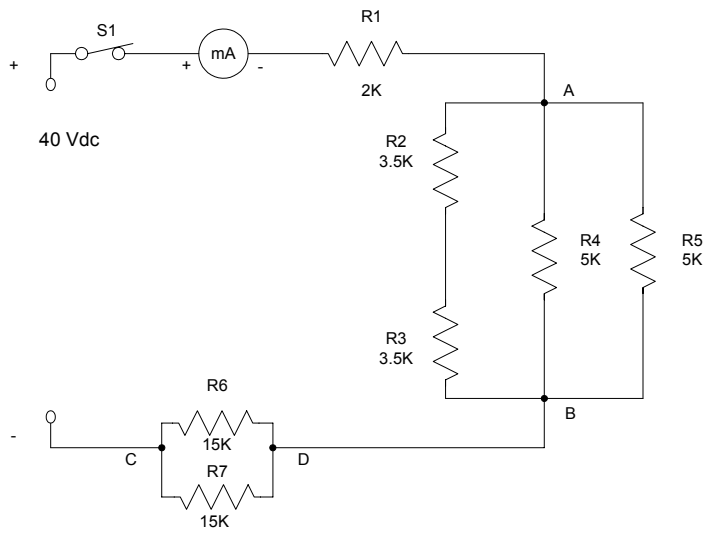 S1
R1
+
+
mA
-
2K
A
40 Vdc
R2
3.5K
R4
5K
R5
5K
R3
3.5K
R6
15K
B
-
C
D
R7
15K